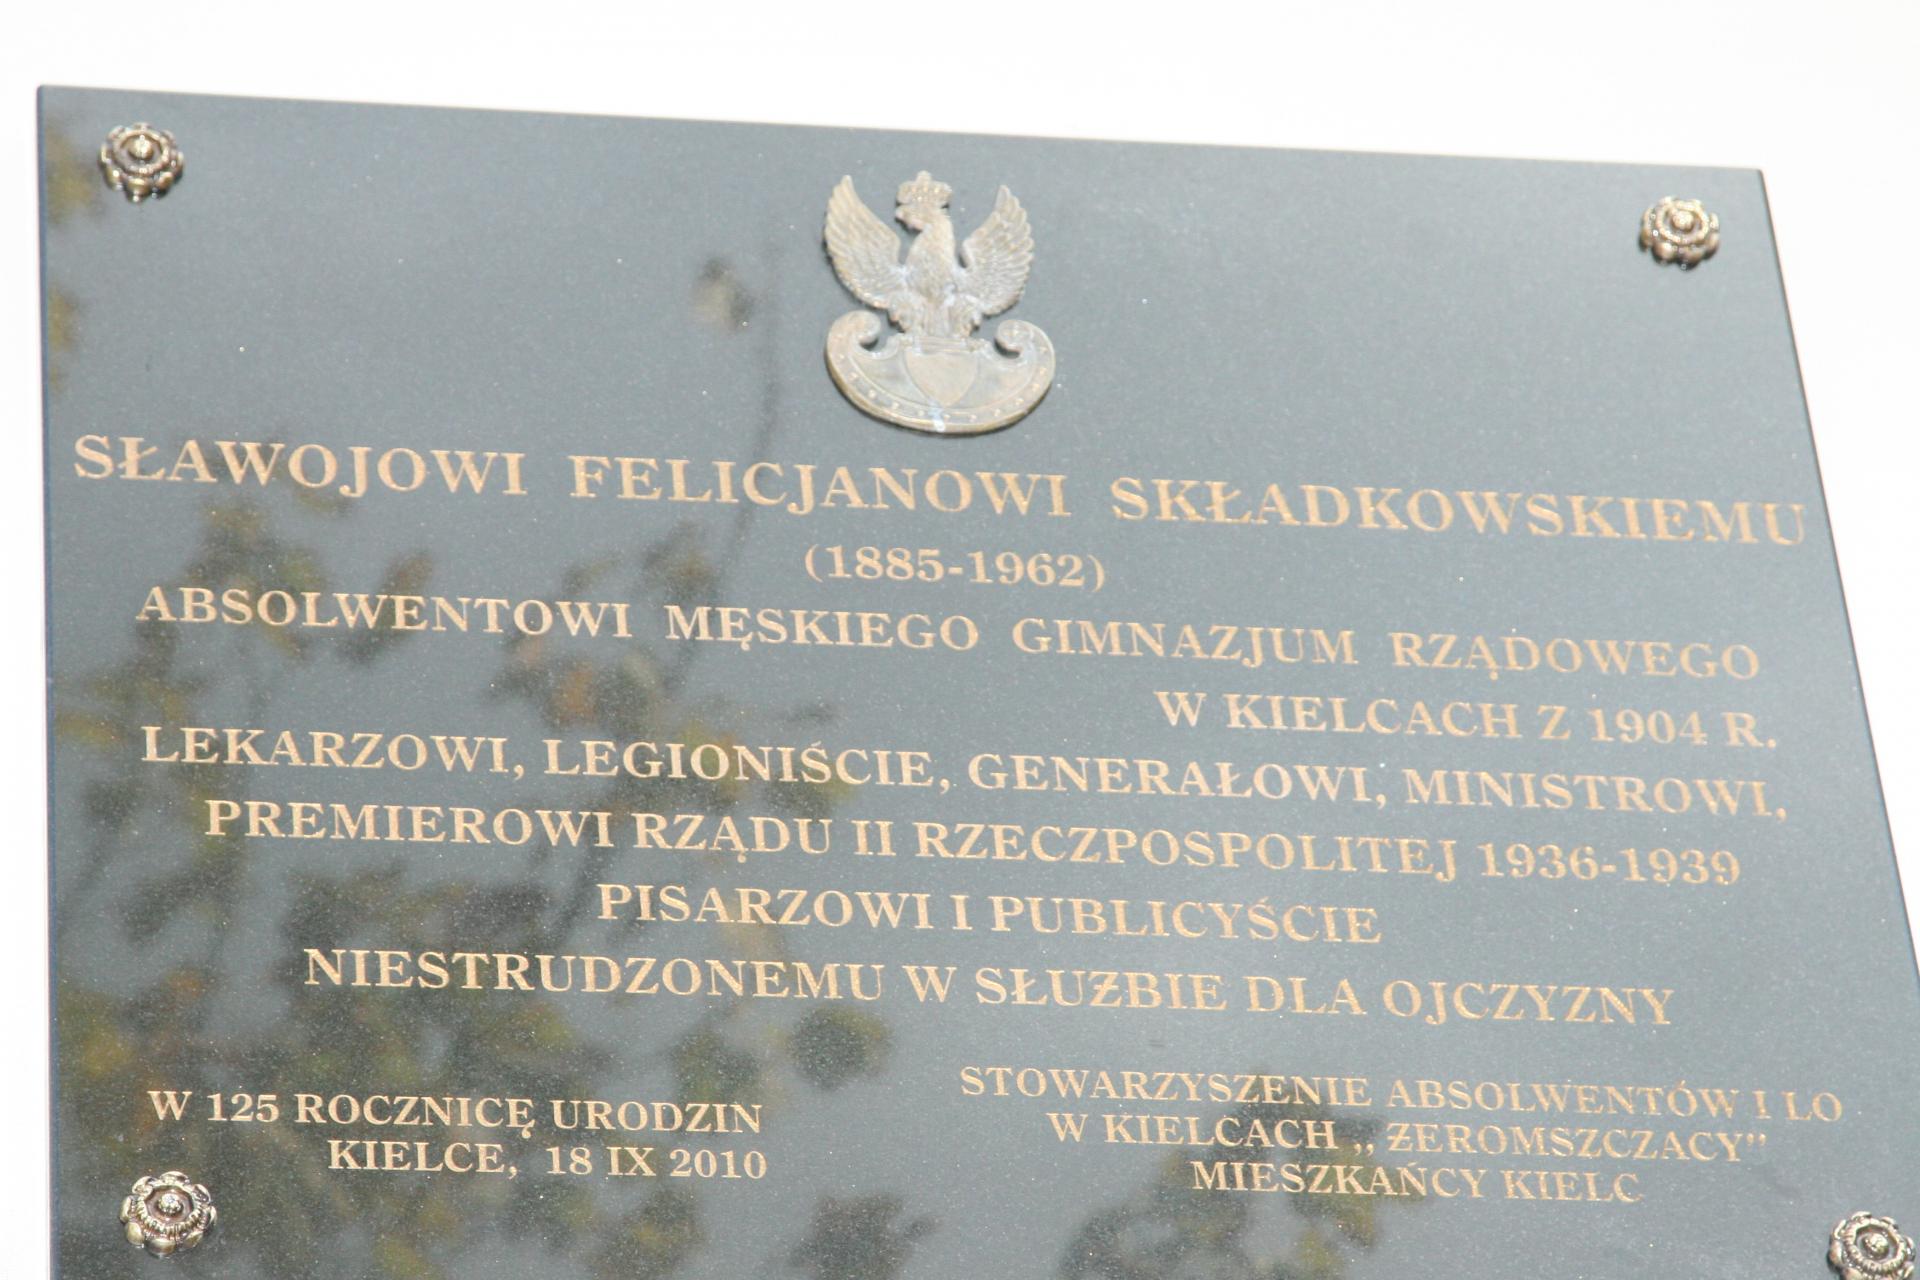 SŁAWOJOWI FELICJANOWI SKŁADKOWSKIEMU
(1885-1962)
ABSOLWENTOWI MĘSKIEGO GIMNAZJUM RZĄDOWEGO
W KIELCACH Z 1904 R.
LEKARZOWI, LEGIONIŚCIE, GENERAŁOWI, MINISTROWI,
PREMIEROWI RZĄDU II RZECZPOSPOLITEJ 1936-1939
PISARZOWI I PUBLICYŚCIE
NIESTRUDZONEMU W SŁUŻBIE DLA OJCZYZNY
W 125 ROCZNICĘ URODZIN
KIELCE, 18 IX 2010
STOWARZYSZENIE ABSOLWENTÓW I LO
W KIELCACH ,, ŻEROMSZCZACY"
MIESZKAŃCY KIELC